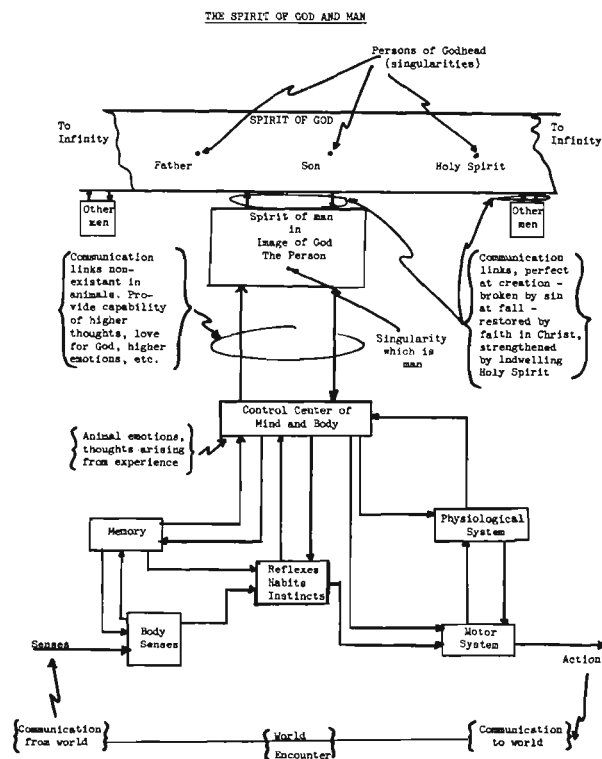 THE SPIRIT OF GOD AND MAN
Persons of Godhead
(singularities)
To
Infinity
SPIRIT OF GOD
To
Infinity
Father
Son
Holy Spirit
Other
men
Spirit of man
in
Image of God
The Person
Other
men
Communication
links non-
existant in
animals. Pro-
vide capability
of higher
thoughts, love
for God, higher
emotions, etc.
Singularity
which is
man
Communication
links, perfect
at creation -
broken by sin
at fall -
restored by
faith in Christ,
strengthened
by Indwelling
Holy Spirit
Control Center of
Mind and Body
Animal emotions,
thoughts arising
from experience
Memory
Physiological
System
Reflexes
Habits
Instincts
Senses
Body
Senses
Motor
System
Action
Communication
from world
World
Encounter
Communication
to world